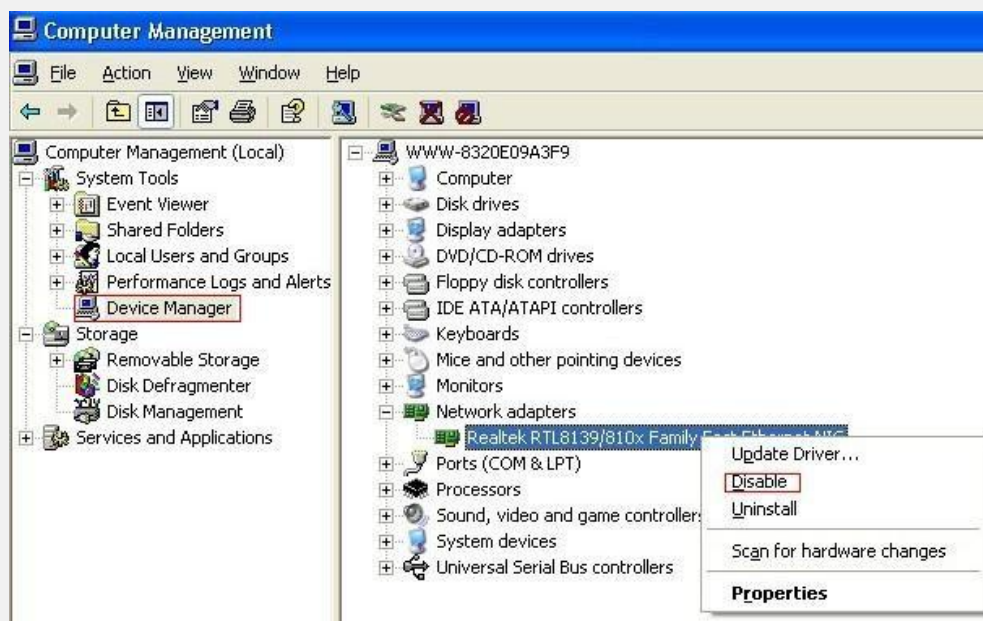 Computer Management
File Action View Window Help
Computer Management (Local)
System Tools
Event Viewer
Shared Folders
Local Users and Groups
Performance Logs and Alerts
Device Manager
Storage
Removable Storage
Disk Defragmenter
Disk Management
Services and Applications
WWW-8320E09A3F9
Computer
Disk drives
Display adapters
DVD/CD-ROM drives
Floppy disk controllers
IDE ATA/ATAPI controllers
Keyboards
Mice and other pointing devices
Monitors
Network adapters
Realtek RTL8139/810x Family Fast Ethernet NIC
Ports (COM & LPT)
Processors
Sound, video and game controllers
System devices
Universal Serial Bus controllers
Update Driver...
Disable
Uninstall
Scan for hardware changes
Properties